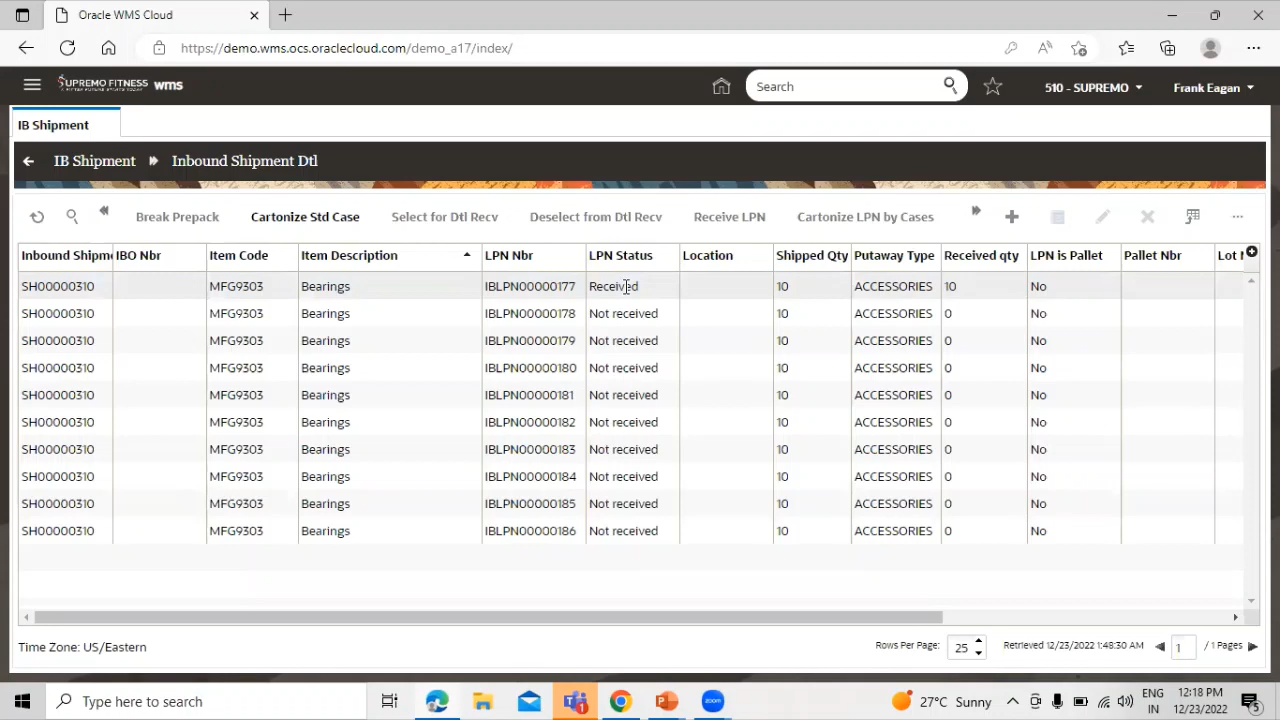 Oracle WMS Cloud
https://demo.wms.ocs.oraclecloud.com/demo_a17/index/
SUPREMO FITNESS wms
Search
510 - SUPREMO
Frank Eagan
IB Shipment
IB Shipment Inbound Shipment Dtl
Break Prepack Cartonize Std Case Select for Dtl Recv Deselect from Dtl Recv Receive LPN Cartonize LPN by Cases
Inbound Shipme IBO Nbr Item Code Item Description LPN Nbr LPN Status Location Shipped Qty Putaway Type Received qty LPN is Pallet Pallet Nbr Lot N
SH00000310 MFG9303 Bearings IBLPN00000177 Received 10 ACCESSORIES 10 No
SH00000310 MFG9303 Bearings IBLPN00000178 Not received 10 ACCESSORIES 0 No
SH00000310 MFG9303 Bearings IBLPN00000179 Not received 10 ACCESSORIES 0 No
SH00000310 MFG9303 Bearings IBLPN00000180 Not received 10 ACCESSORIES 0 No
SH00000310 MFG9303 Bearings IBLPN00000181 Not received 10 ACCESSORIES 0 No
SH00000310 MFG9303 Bearings IBLPN00000182 Not received 10 ACCESSORIES 0 No
SH00000310 MFG9303 Bearings IBLPN00000183 Not received 10 ACCESSORIES 0 No
SH00000310 MFG9303 Bearings IBLPN00000184 Not received 10 ACCESSORIES 0 No
SH00000310 MFG9303 Bearings IBLPN00000185 Not received 10 ACCESSORIES 0 No
SH00000310 MFG9303 Bearings IBLPN00000186 Not received 10 ACCESSORIES 0 No
Time Zone: US/Eastern
Rows Per Page: 25 Retrieved 12/23/2022 1:48:30 AM 1 / 1 Pages
Type here to search
27°C Sunny
ENG
IN
12:18 PM
12/23/2022